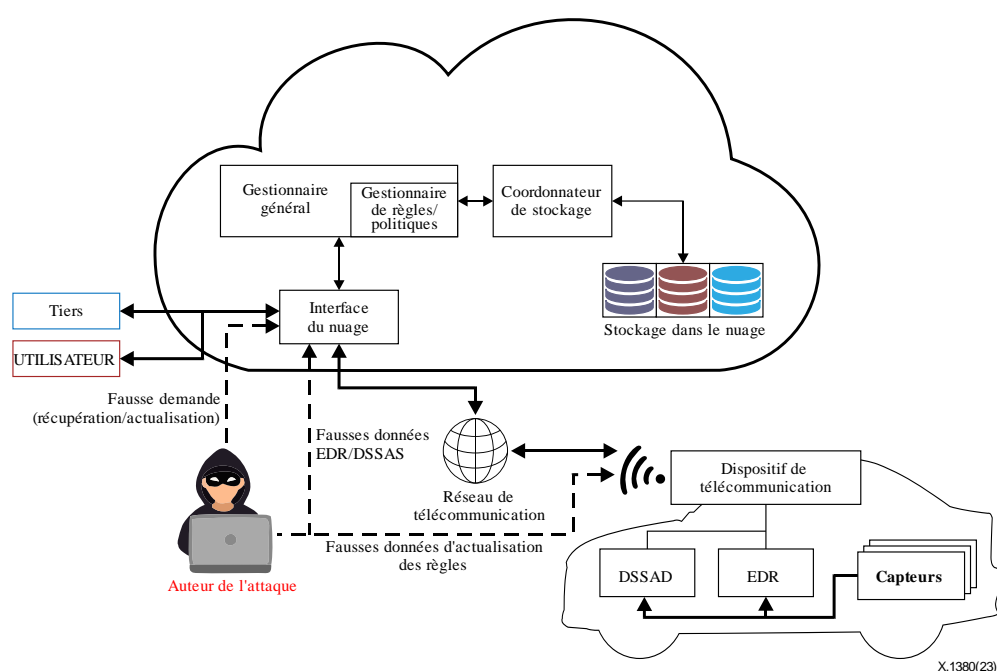 Gestionnaire
général
Gestionnaire
de règles/
politiques
Coordonnateur
de stockage
Tiers
Interface
du nuage
Stockage dans le nuage
UTILISATEUR
Fausse demande
(récupération/actualisation)
Fausses données
EDR/DSSAS
Réseau de
télécommunication
Dispositif de
télécommunication
Fausses données d'actualisation
des règles
Auteur de l'attaque
DSSAD
EDR
Capteurs
X.1380(23)